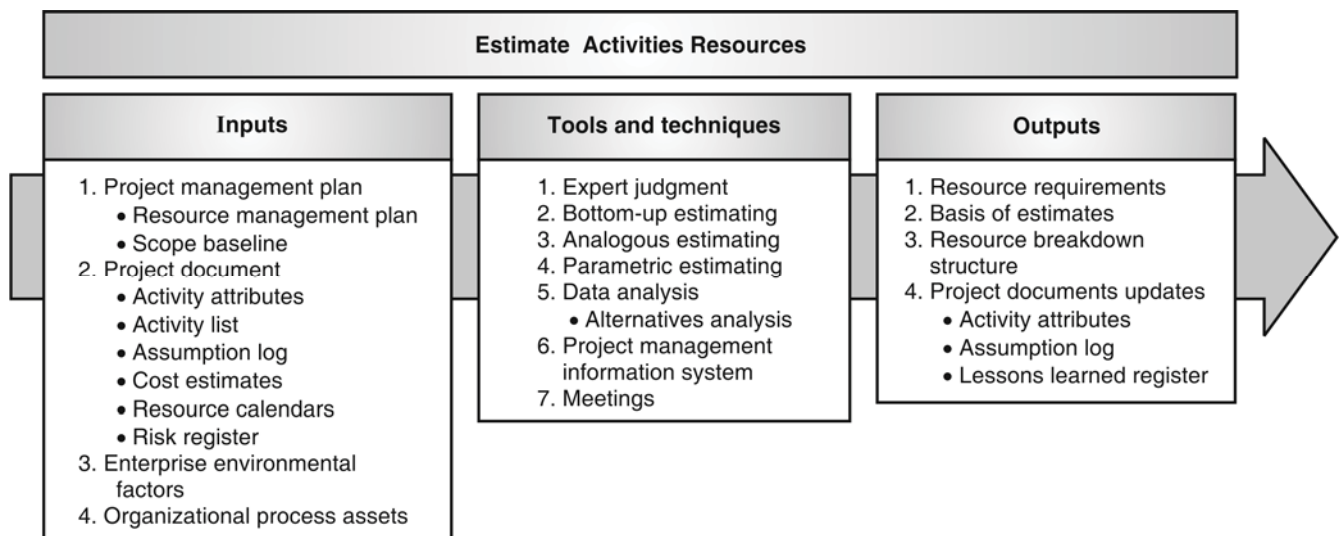 Estimate Activities Resources
Inputs
1. Project management plan
• Resource management plan
• Scope baseline
2. Project document
• Activity attributes
• Activity list
• Assumption log
• Cost estimates
• Resource calendars
• Risk register
3. Enterprise environmental
factors
4. Organizational process assets
Tools and techniques
1. Expert judgment
2. Bottom-up estimating
3. Analogous estimating
4. Parametric estimating
5. Data analysis
• Alternatives analysis
6. Project management
information system
7. Meetings
Outputs
1. Resource requirements
2. Basis of estimates
3. Resource breakdown
structure
4. Project documents updates
• Activity attributes
• Assumption log
• Lessons learned register